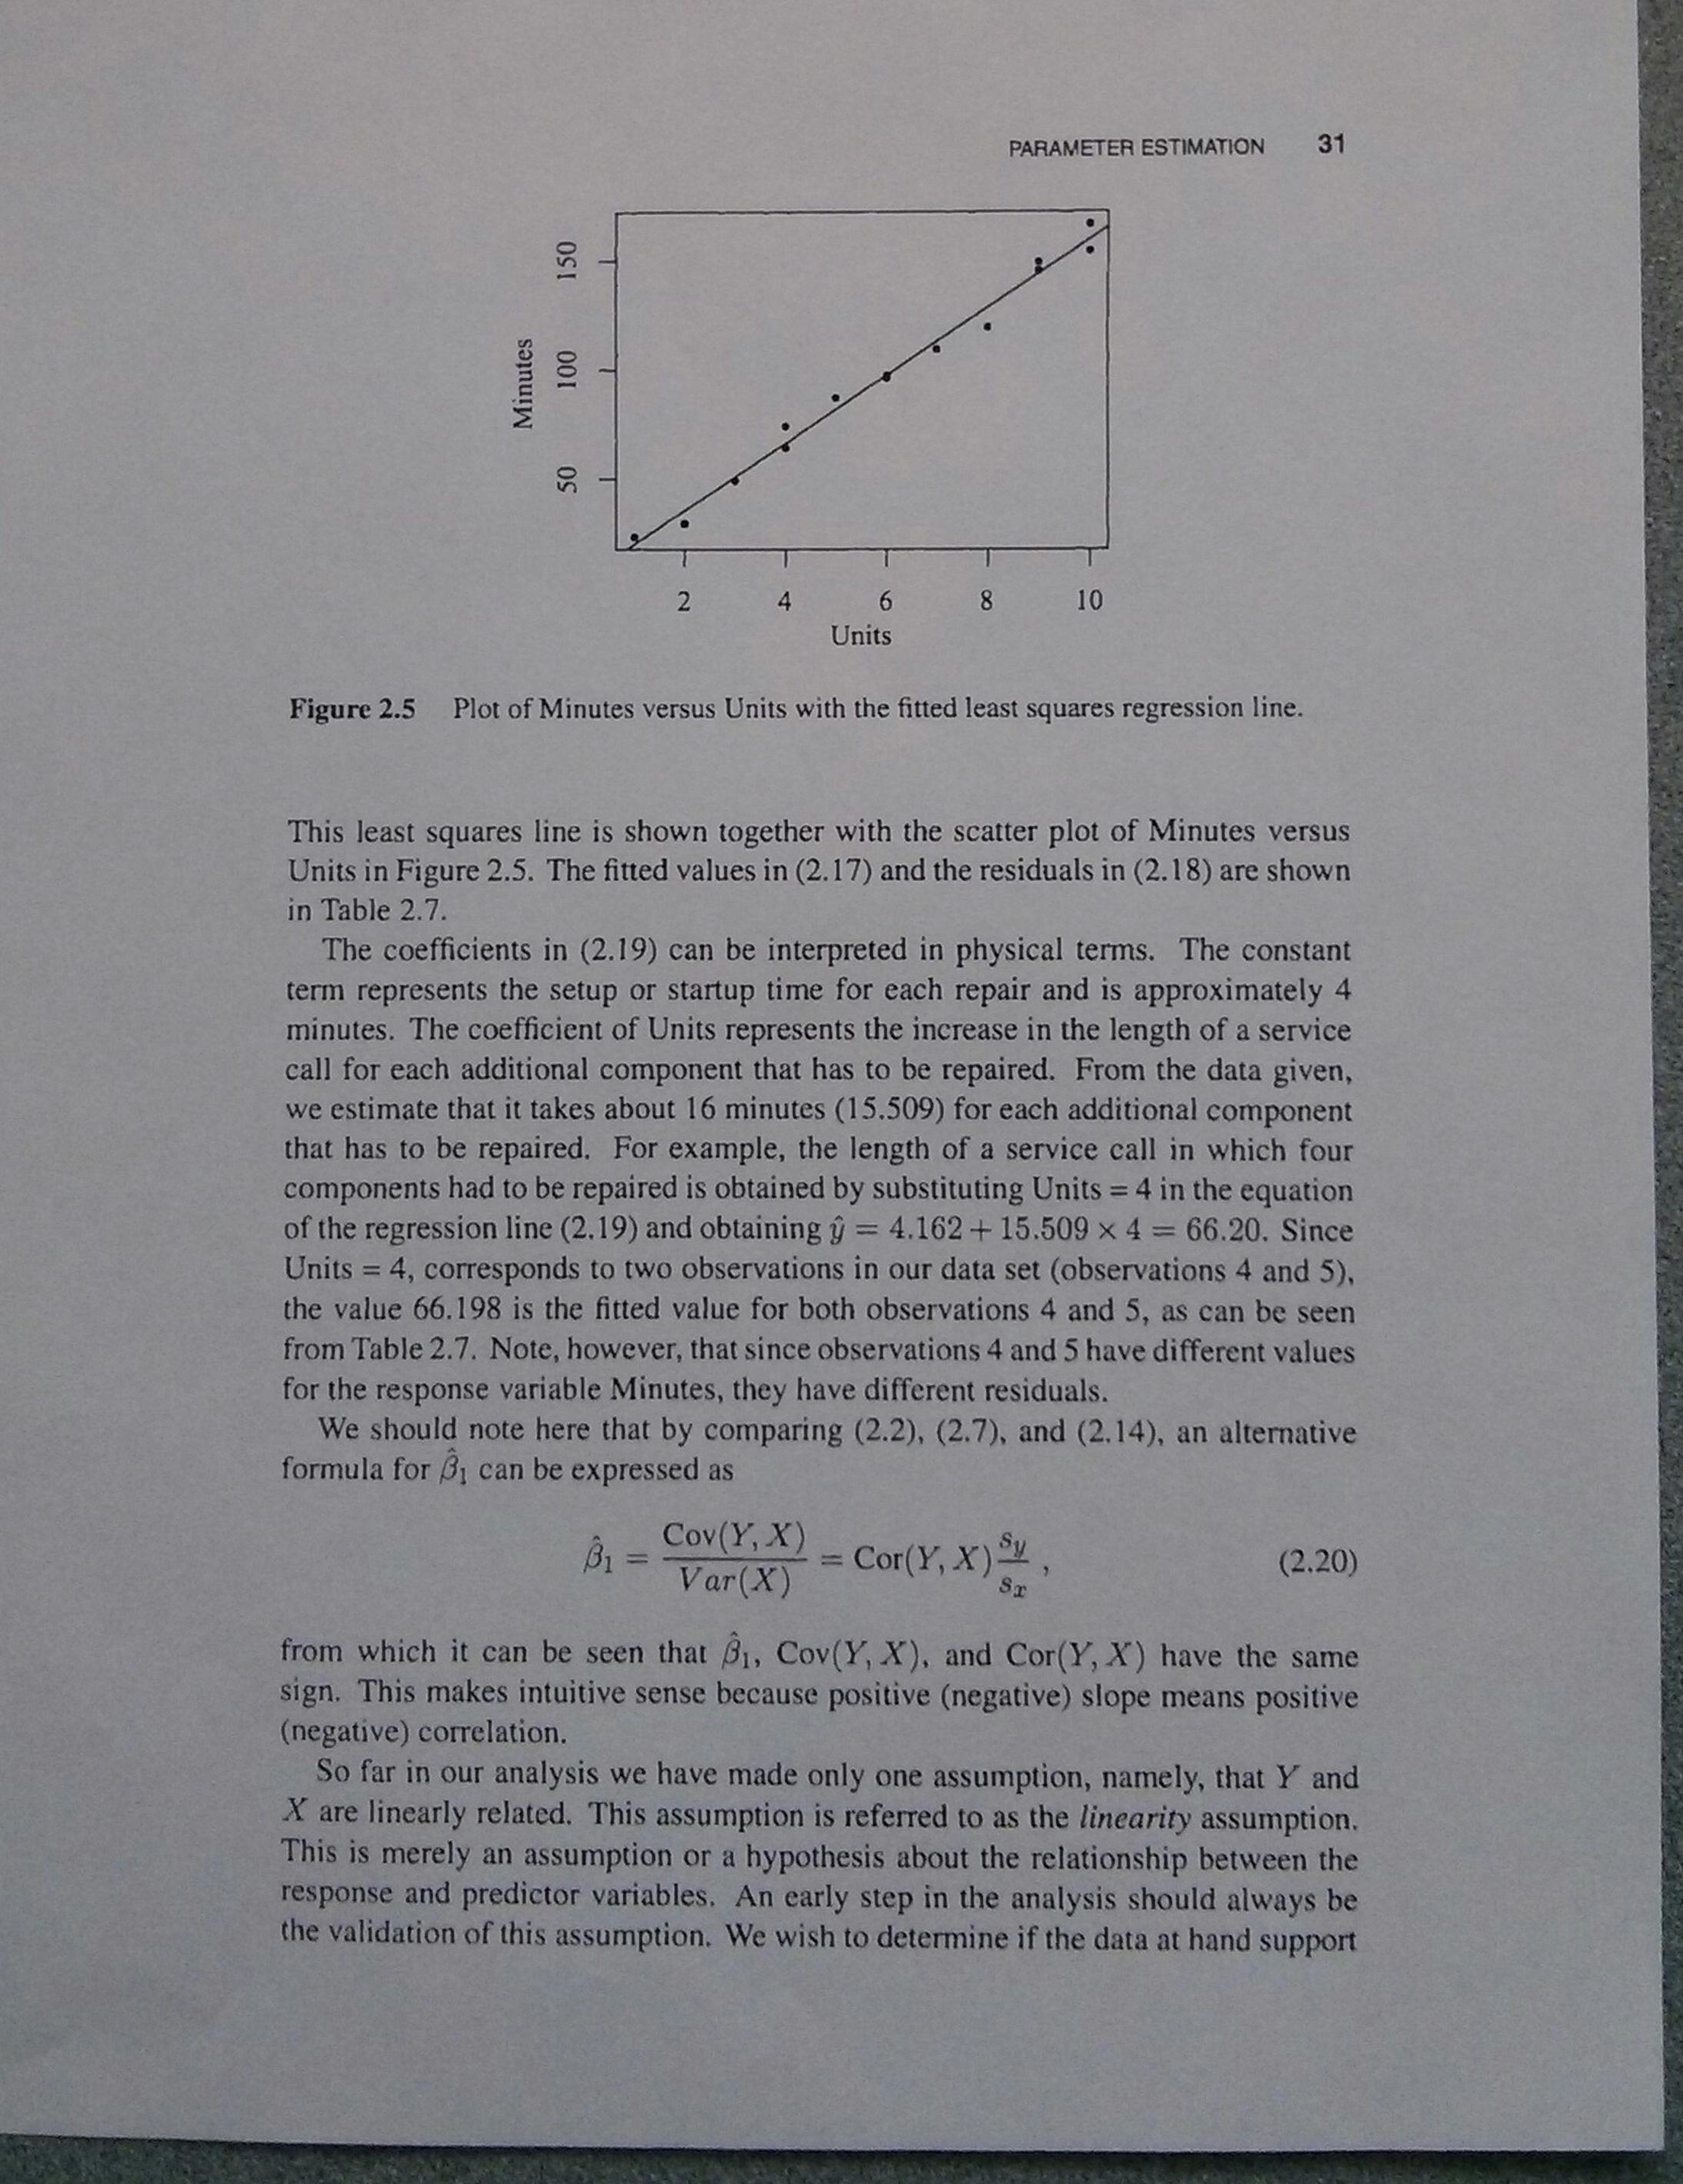 PARAMETER ESTIMATION 31
150
100
50
Minutes
2 4 6 8 10
Units
Figure 2.5 Plot of Minutes versus Units with the fitted least squares regression line.
This least squares line is shown together with the scatter plot of Minutes versus
Units in Figure 2.5. The fitted values in (2.17) and the residuals in (2.18) are shown
in Table 2.7.
The coefficients in (2.19) can be interpreted in physical terms. The constant
term represents the setup or startup time for each repair and is approximately 4
minutes. The coefficient of Units represents the increase in the length of a service
call for each additional component that has to be repaired. From the data given,
we estimate that it takes about 16 minutes (15.509) for each additional component
that has to be repaired. For example, the length of a service call in which four
components had to be repaired is obtained by substituting Units = 4 in the equation
of the regression line (2.19) and obtaining ŷ = 4.162 + 15.509 × 4 = 66.20. Since
Units = 4, corresponds to two observations in our data set (observations 4 and 5),
the value 66.198 is the fitted value for both observations 4 and 5, as can be seen
from Table 2.7. Note, however, that since observations 4 and 5 have different values
for the response variable Minutes, they have different residuals.
We should note here that by comparing (2.2), (2.7), and (2.14), an alternative
formula for β̂₁ can be expressed as
β̂₁ = Cov(Y, X) / Var(X) = Cor(Y, X) s_y / s_x , (2.20)
from which it can be seen that β̂₁, Cov(Y, X), and Cor(Y, X) have the same
sign. This makes intuitive sense because positive (negative) slope means positive
(negative) correlation.
So far in our analysis we have made only one assumption, namely, that Y and
X are linearly related. This assumption is referred to as the linearity assumption.
This is merely an assumption or a hypothesis about the relationship between the
response and predictor variables. An early step in the analysis should always be
the validation of this assumption. We wish to determine if the data at hand support